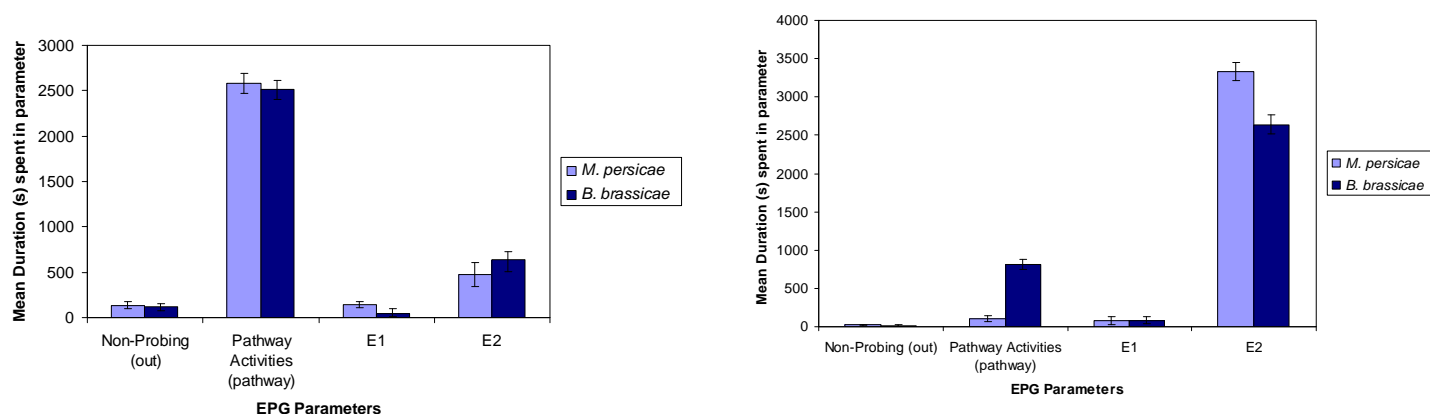 Mean Duration (s) spent in parameter
3000
2500
2000
1500
1000
500
0
Non-Probing
(out)
Pathway
Activities
(pathway)
E1
E2
EPG Parameters
M. persicae
B. brassicae
Mean Duration (s) spent in parameter
4000
3500
3000
2500
2000
1500
1000
500
0
Non-Probing (out)
Pathway Activities
(pathway)
E1
E2
EPG Parameters
M. persicae
B. brassicae